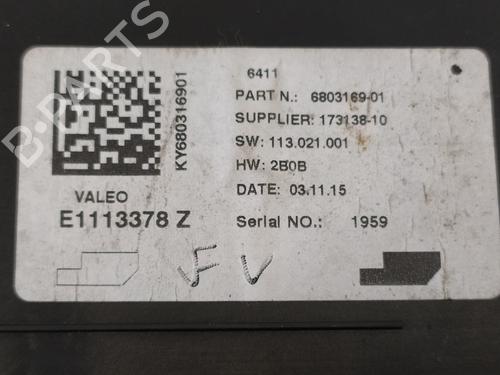 B-PARTS
KY680316901
VALEO
E1113378 Z
6411
PART N.: 6803169-01
SUPPLIER: 173138-10
SW: 113.021.001
HW: 2B0B
DATE: 03.11.15
Serial NO.: 1959
FV